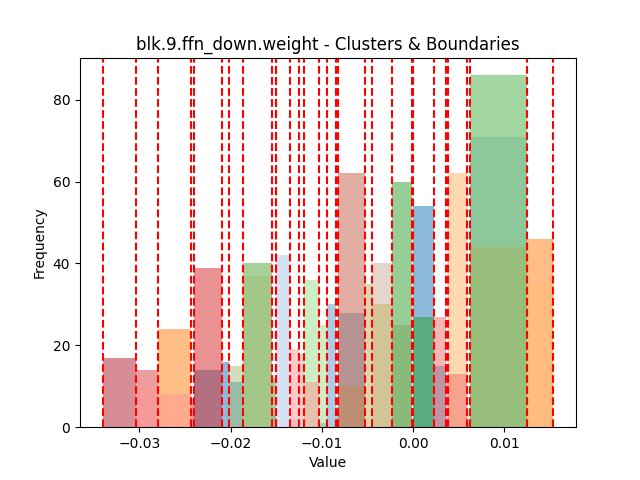 blk.9.ffn_down.weight - Clusters & Boundaries
Frequency
80
60
40
20
0
−0.03 −0.02 −0.01 0.00 0.01
Value